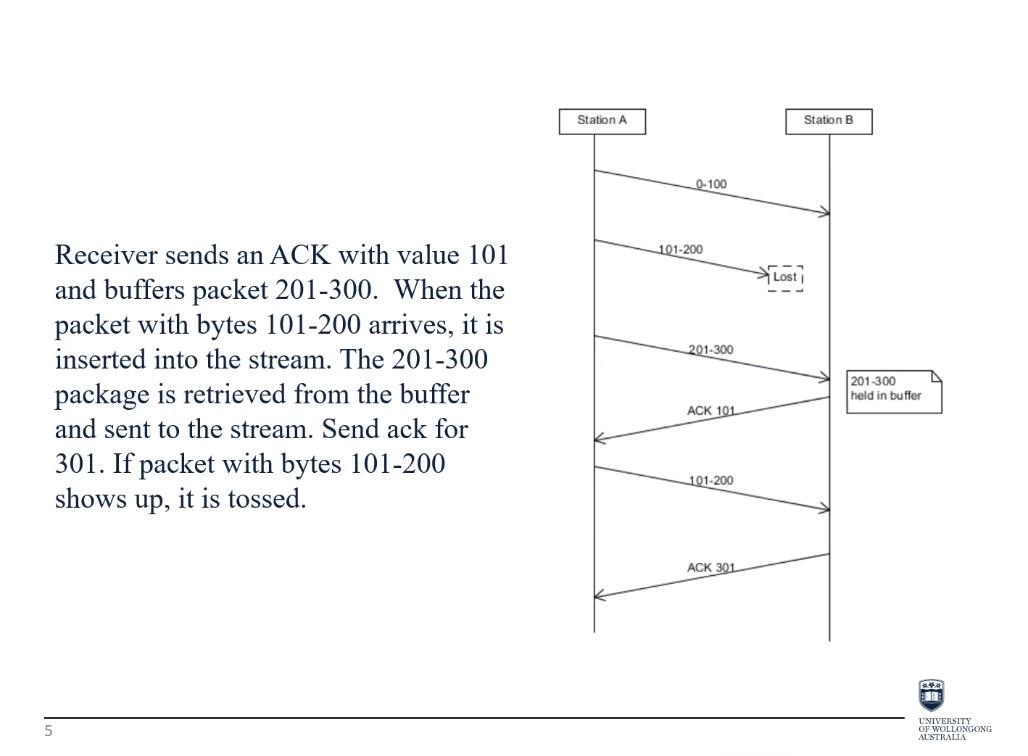 Station A
Station B
0-100
101-200
Lost
Receiver sends an ACK with value 101
and buffers packet 201-300.  When the
packet with bytes 101-200 arrives, it is
inserted into the stream. The 201-300
package is retrieved from the buffer
and sent to the stream. Send ack for
301. If packet with bytes 101-200
shows up, it is tossed.
201-300
201-300
held in buffer
ACK 101
101-200
ACK 301
5
UNIVERSITY
OF WOLLONGONG
AUSTRALIA